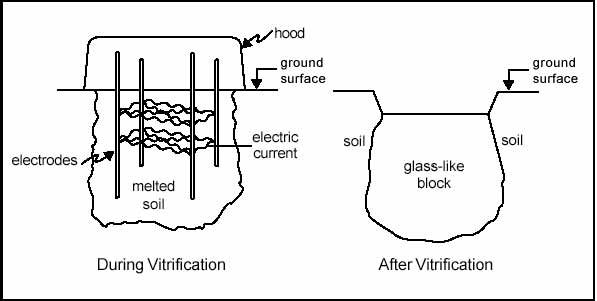 hood
ground
surface
electric
current
electrodes
melted
soil
During Vitrification
ground
surface
soil
soil
glass-like
block
After Vitrification